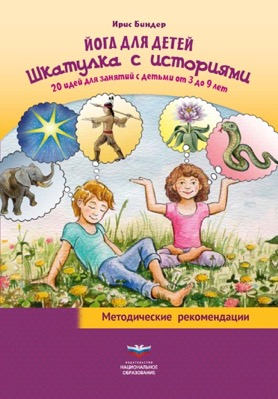 Ирис Биндер
ЙОГА ДЛЯ ДЕТЕЙ
Шкатулка с историями
20 идей для занятий с детьми от 3 до 9 лет
Методические рекомендации
ИЗДАТЕЛЬСТВО
НАЦИОНАЛЬНОЕ
ОБРАЗОВАНИЕ